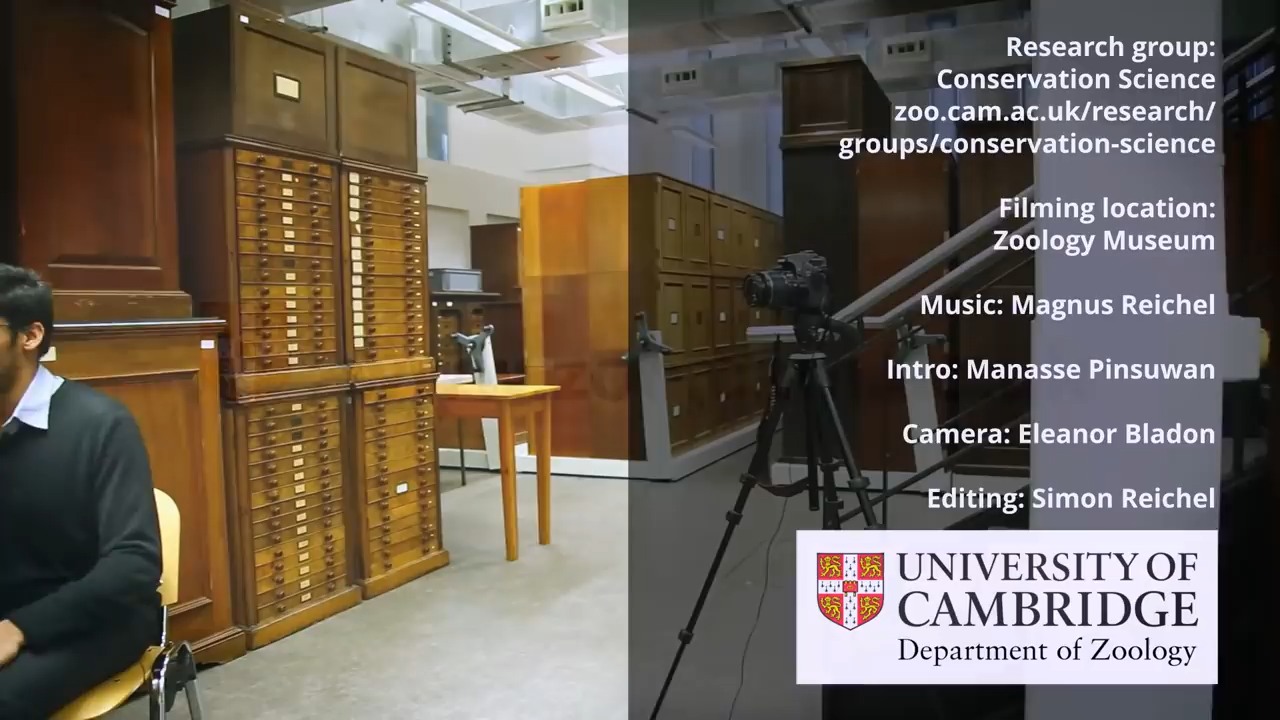 Research group:
Conservation Science
zoo.cam.ac.uk/research/
groups/conservation-science
Filming location:
Zoology Museum
Music: Magnus Reichel
Intro: Manasse Pinsuwan
Camera: Eleanor Bladon
Editing: Simon Reichel
UNIVERSITY OF
CAMBRIDGE
Department of Zoology